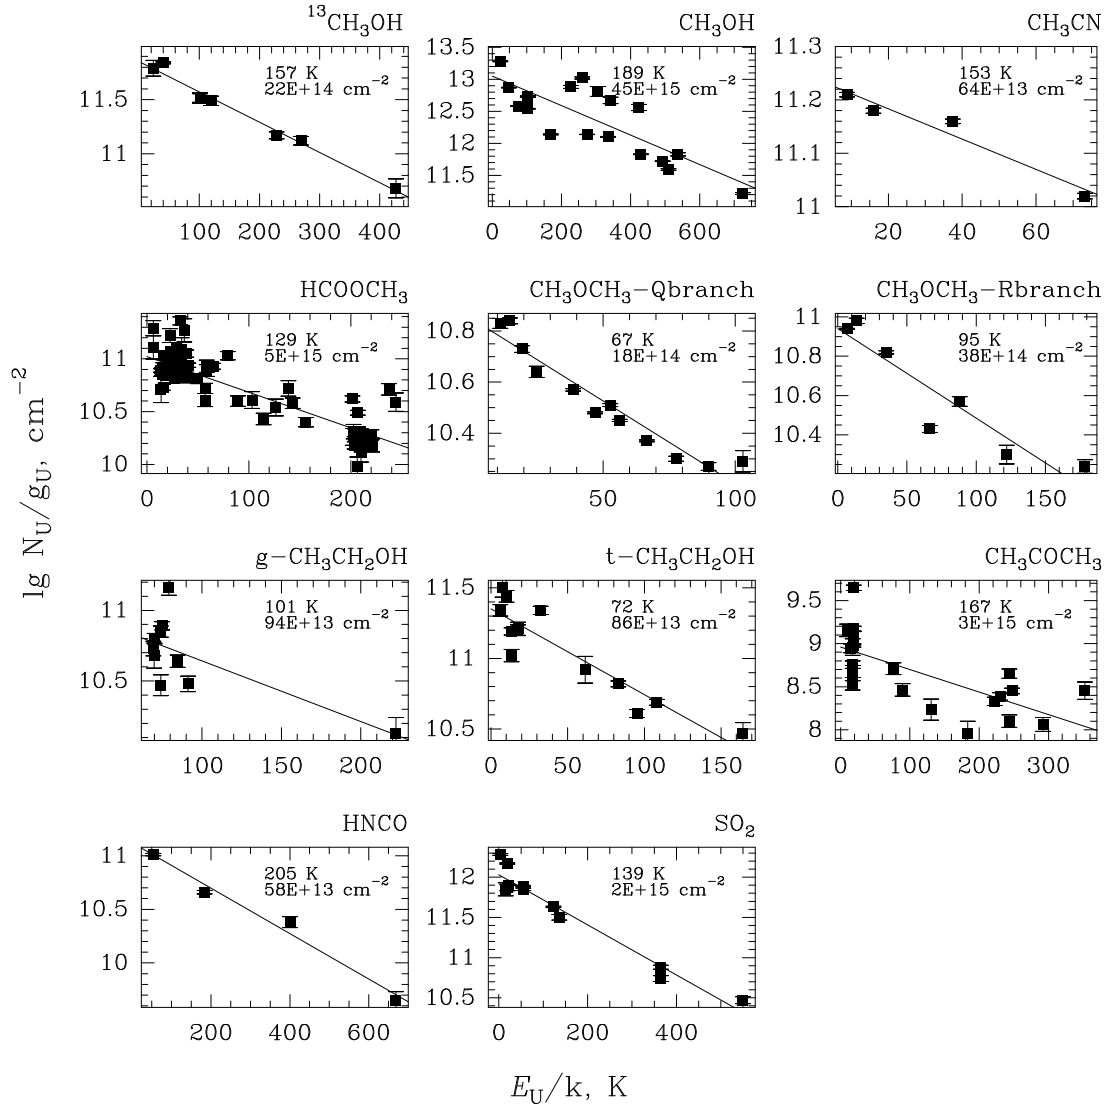 ¹³CH₃OH
CH₃OH
CH₃CN
157 K
22E+14 cm⁻²
11.5
11
100 200 300 400
189 K
45E+15 cm⁻²
13.5
13
12.5
12
11.5
0 200 400 600
153 K
64E+13 cm⁻²
11.3
11.2
11.1
11
20 40 60
HCOOCH₃
CH₃OCH₃−Qbranch
CH₃OCH₃−Rbranch
129 K
5E+15 cm⁻²
11
10.5
10
0 100 200
67 K
18E+14 cm⁻²
10.8
10.6
10.4
50 100
95 K
38E+14 cm⁻²
11
10.8
10.6
10.4
0 50 100 150
lg N_U/g_U, cm⁻²
g−CH₃CH₂OH
t−CH₃CH₂OH
CH₃COCH₃
101 K
94E+13 cm⁻²
11
10.5
100 150 200
72 K
86E+13 cm⁻²
11.5
11
10.5
0 50 100 150
167 K
3E+15 cm⁻²
9.5
9
8.5
8
0 100 200 300
HNCO
SO₂
205 K
58E+13 cm⁻²
11
10.5
10
200 400 600
139 K
2E+15 cm⁻²
12
11.5
11
10.5
0 200 400
E_U/k, K